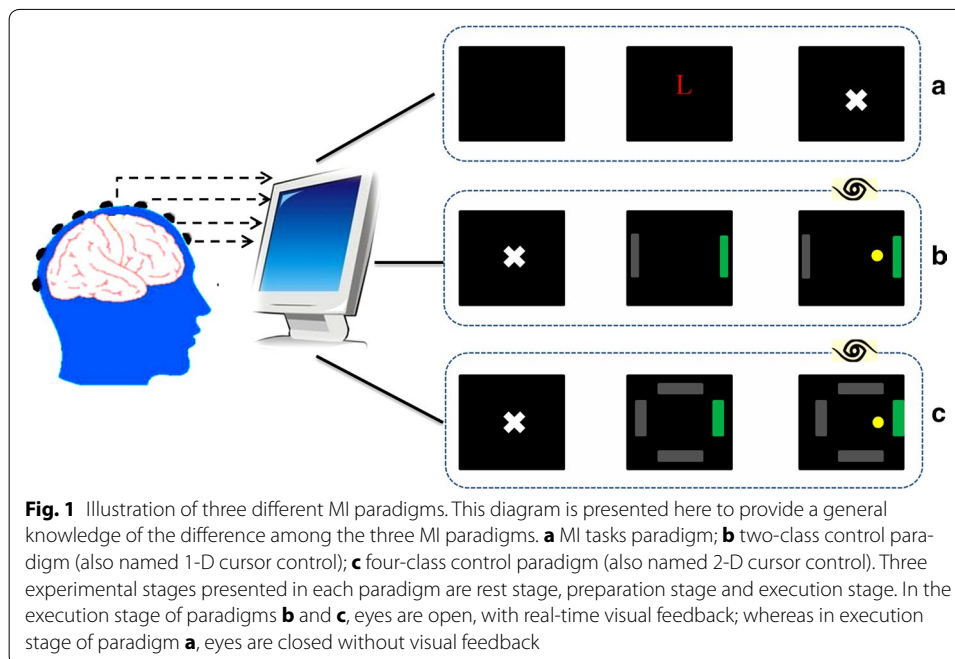 L
a
b
c
Fig. 1 Illustration of three different MI paradigms. This diagram is presented here to provide a general
knowledge of the difference among the three MI paradigms. a MI tasks paradigm; b two-class control para-
digm (also named 1-D cursor control); c four-class control paradigm (also named 2-D cursor control). Three
experimental stages presented in each paradigm are rest stage, preparation stage and execution stage. In the
execution stage of paradigms b and c, eyes are open, with real-time visual feedback; whereas in execution
stage of paradigm a, eyes are closed without visual feedback